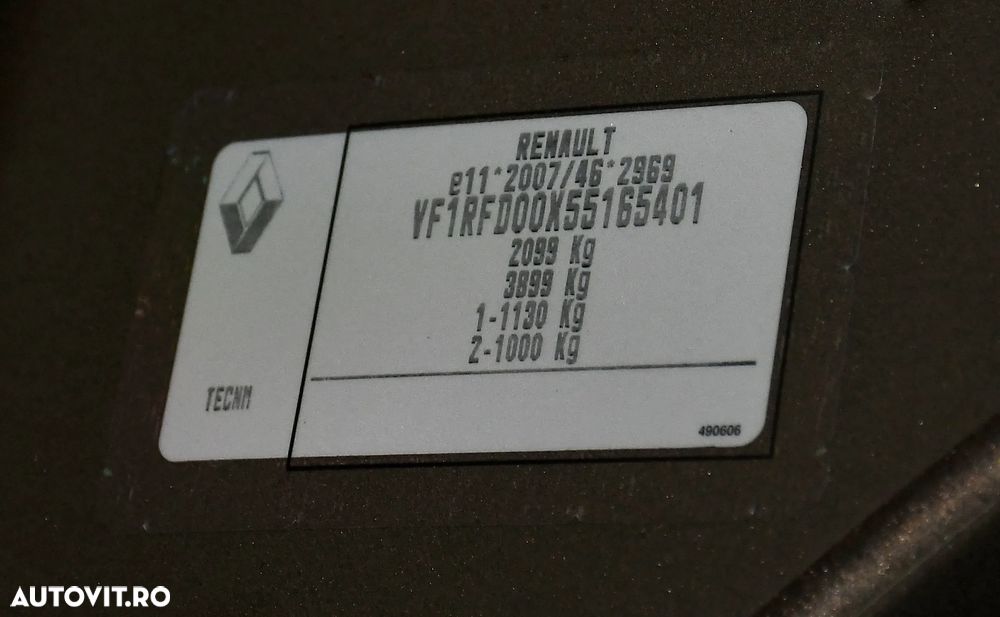 RENAULT
e11*2007/46*2969
VF1RFD00X55165401
2099 Kg
3899 Kg
1-1130 Kg
2-1000 Kg
TECNM
490606
AUTOVIT.RO